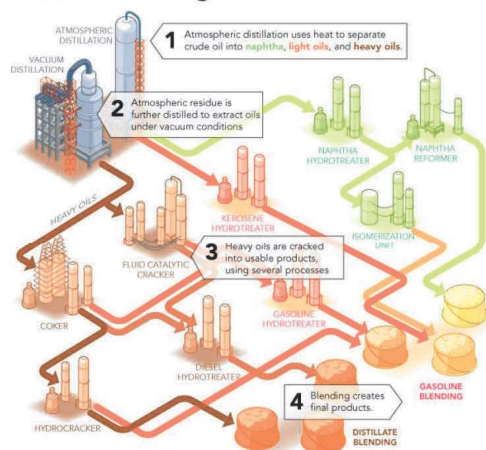 ATMOSPHERIC
DISTILLATION
VACUUM
DISTILLATION
1 Atmospheric distillation uses heat to separate
crude oil into naphtha, light oils, and heavy oils.
2 Atmospheric residue is
further distilled to extract oils
under vacuum conditions
NAPHTHA
HYDROTREATER
NAPHTHA
REFORMER
HEAVY OILS
KEROSENE
HYDROTREATER
ISOMERIZATION
UNIT
FLUID CATALYTIC
CRACKER
3 Heavy oils are cracked
into usable products,
using several processes
COKER
GASOLINE
HYDROTREATER
DIESEL
HYDROTREATER
GASOLINE
BLENDING
4 Blending creates
final products.
HYDROCRACKER
DISTILLATE
BLENDING